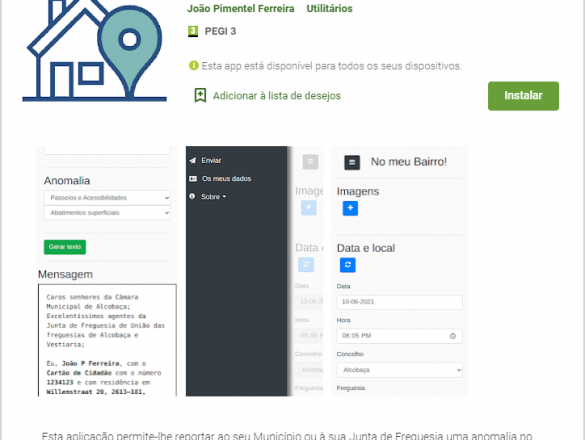 João Pimentel Ferreira Utilitários
3 PEGI 3
Esta app está disponível para todos os seus dispositivos.
Adicionar à lista de desejos
Instalar
Anomalia
Passeios e Acessibilidades
Abatimentos superficiais
Gerar texto
Mensagem
Caros senhores da Câmara
Municipal de Alcobaça;
Excelentíssimos agentes da
Junta de Freguesia de União das
freguesias de Alcobaça e
Vestiaria;
Eu, João P Ferreira, com o
Cartão de Cidadão com o número
1234123 e com residência em
Willemstraat 20, 2613-181,
Enviar
Os meus dados
Sobre
Image
Data e
Data
10-06-2
Hora
08:05 P
Concelho
Alcobaç
Freguesia
No meu Bairro!
Imagens
Data e local
Data
10-06-2021
Hora
08:05 PM
Concelho
Alcobaça
Freguesia
Esta aplicação permite-lhe reportar ao seu Município ou à sua Junta de Freguesia uma anomalia no